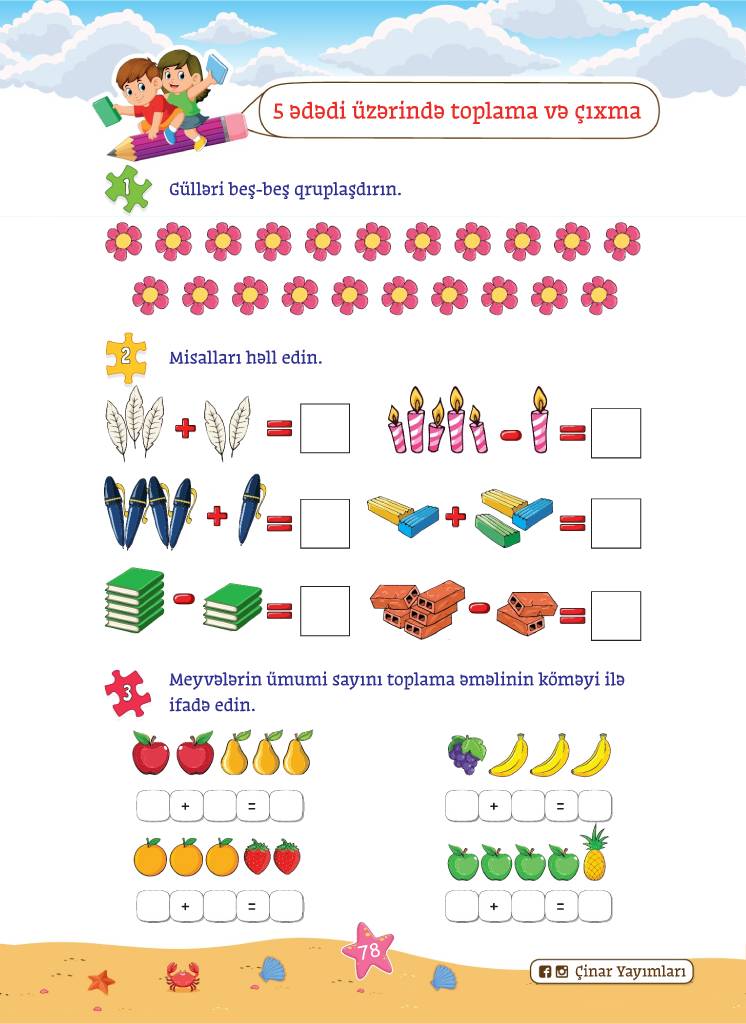 5 ədədi üzərində toplama və çıxma
1
Gülləri beş-beş qruplaşdırın.
2
Misalları həll edin.
+ =
- =
+ =
+ =
- =
- =
3
Meyvələrin ümumi sayını toplama əməlinin köməyi ilə
ifadə edin.
+ =
+ =
+ =
+ =
78
Çinar Yayımları